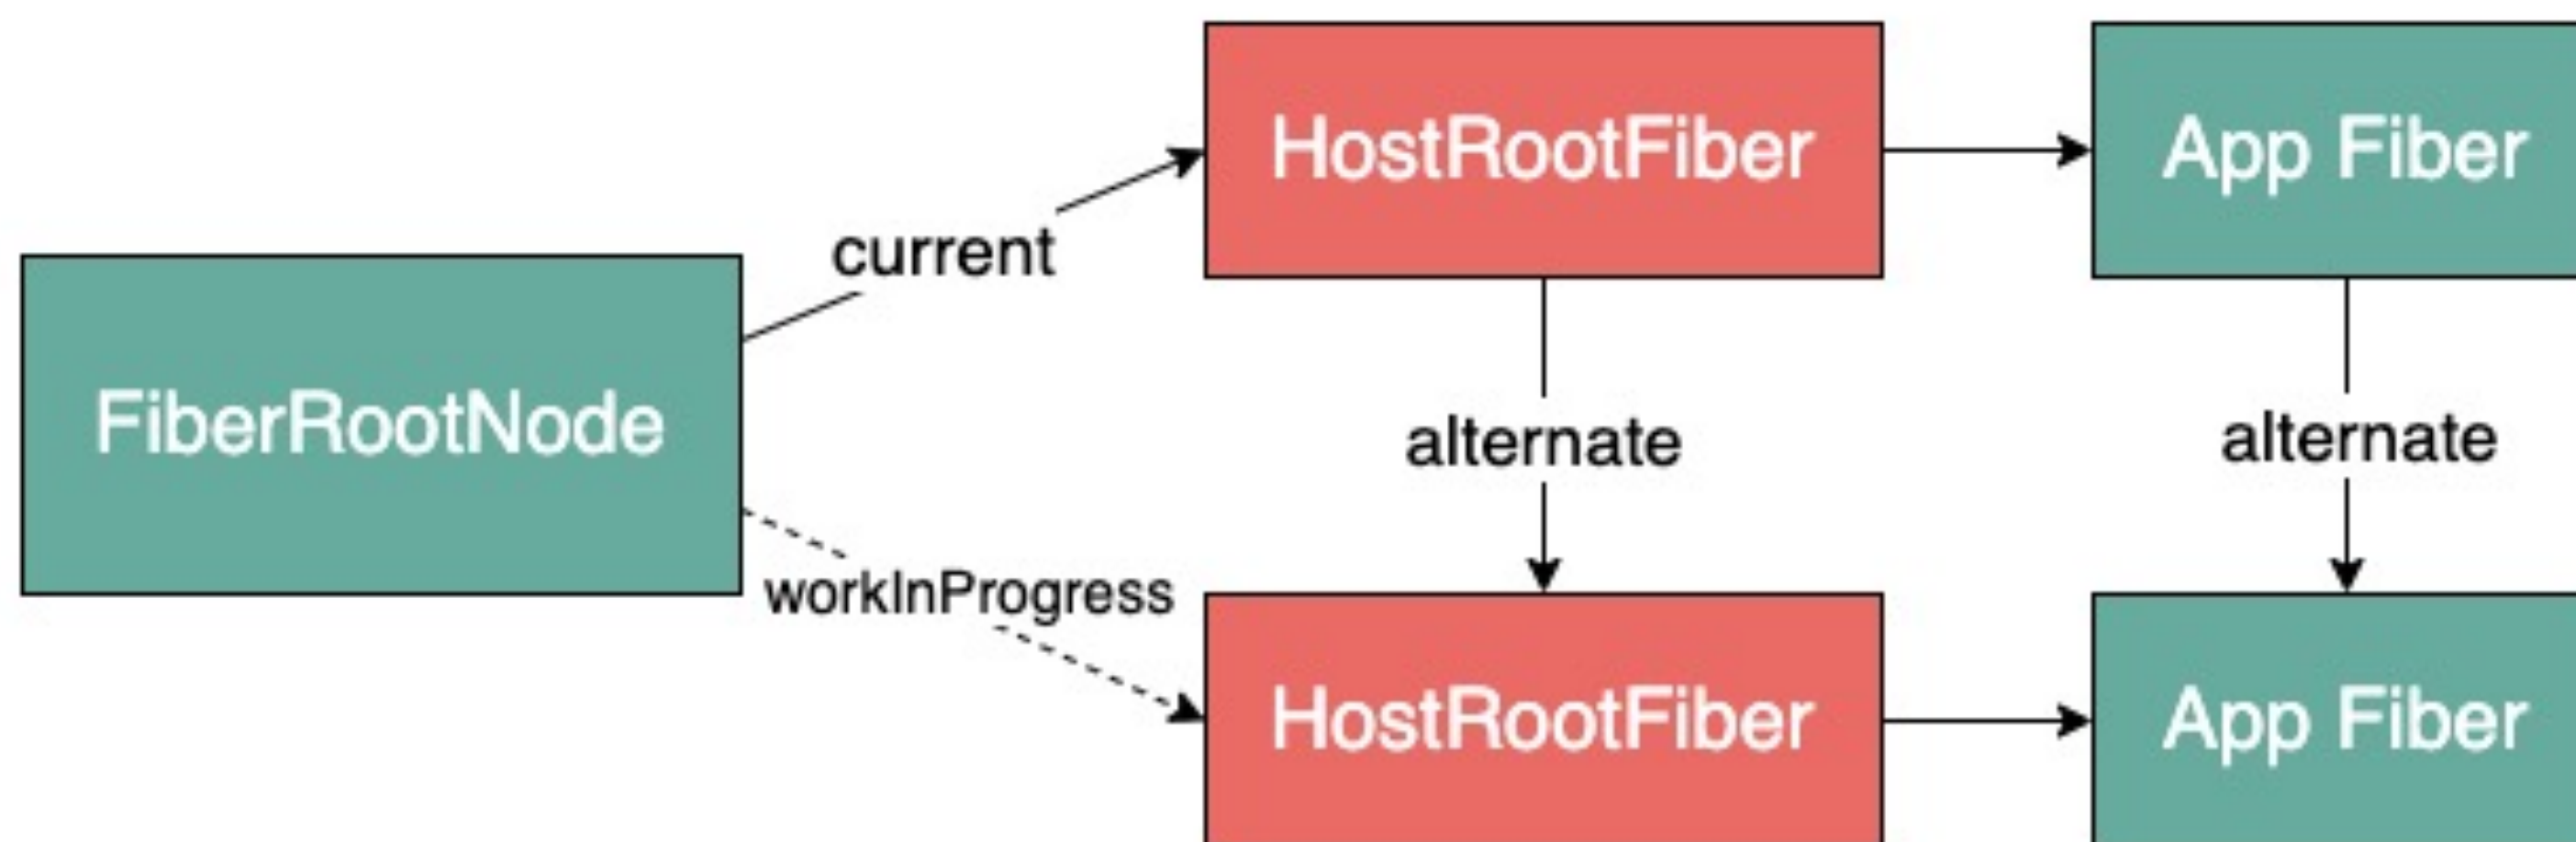 HostRootFiber
App Fiber
current
FiberRootNode
alternate
alternate
workInProgress
HostRootFiber
App Fiber